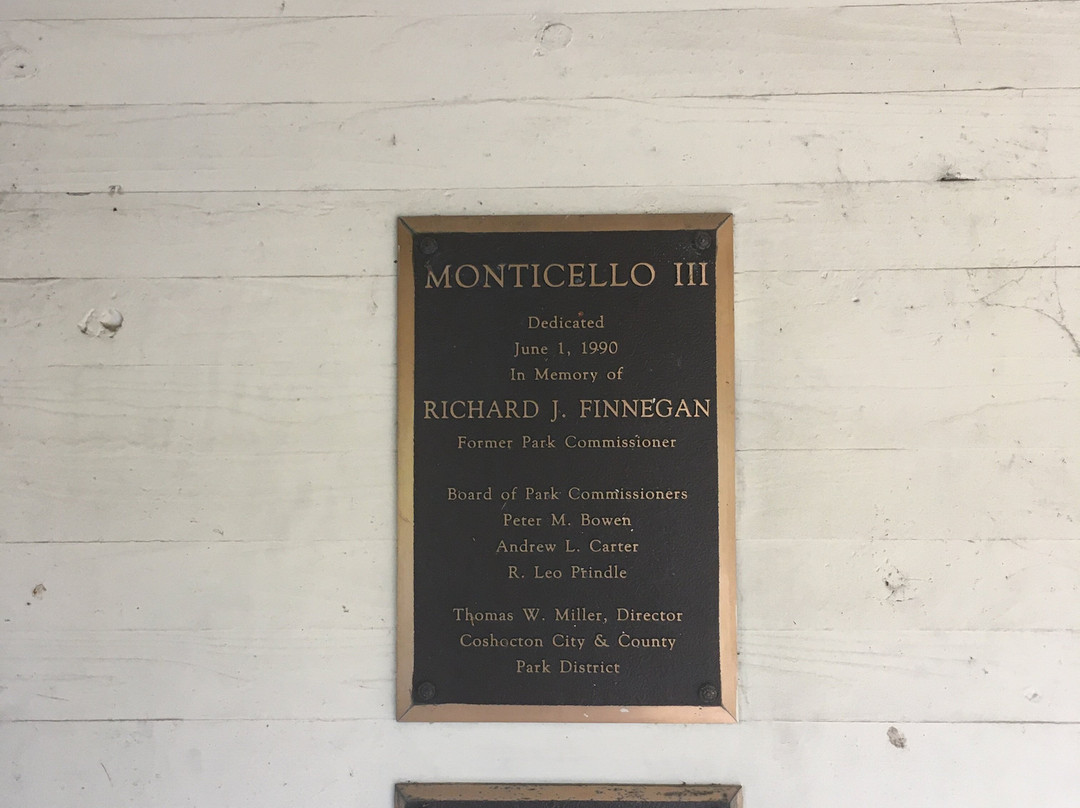 MONTICELLO III
Dedicated
June 1, 1990
In Memory of
RICHARD J. FINNEGAN
Former Park Commissioner
Board of Park Commissioners
Peter M. Bowen
Andrew L. Carter
R. Leo Prindle
Thomas W. Miller, Director
Coshocton City & County
Park District